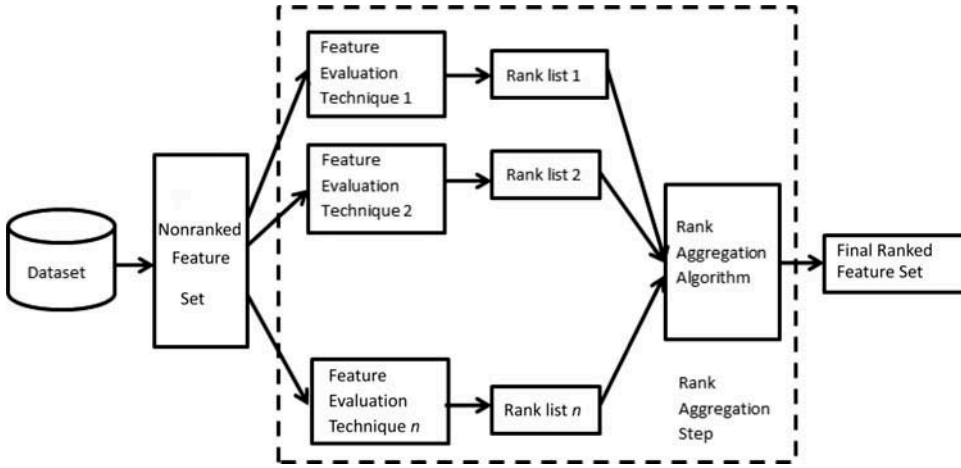 Dataset
Nonranked
Feature
Set
Feature
Evaluation
Technique 1
Rank list 1
Feature
Evaluation
Technique 2
Rank list 2
Feature
Evaluation
Technique n
Rank list n
Rank
Aggregation
Algorithm
Rank
Aggregation
Step
Final Ranked
Feature Set